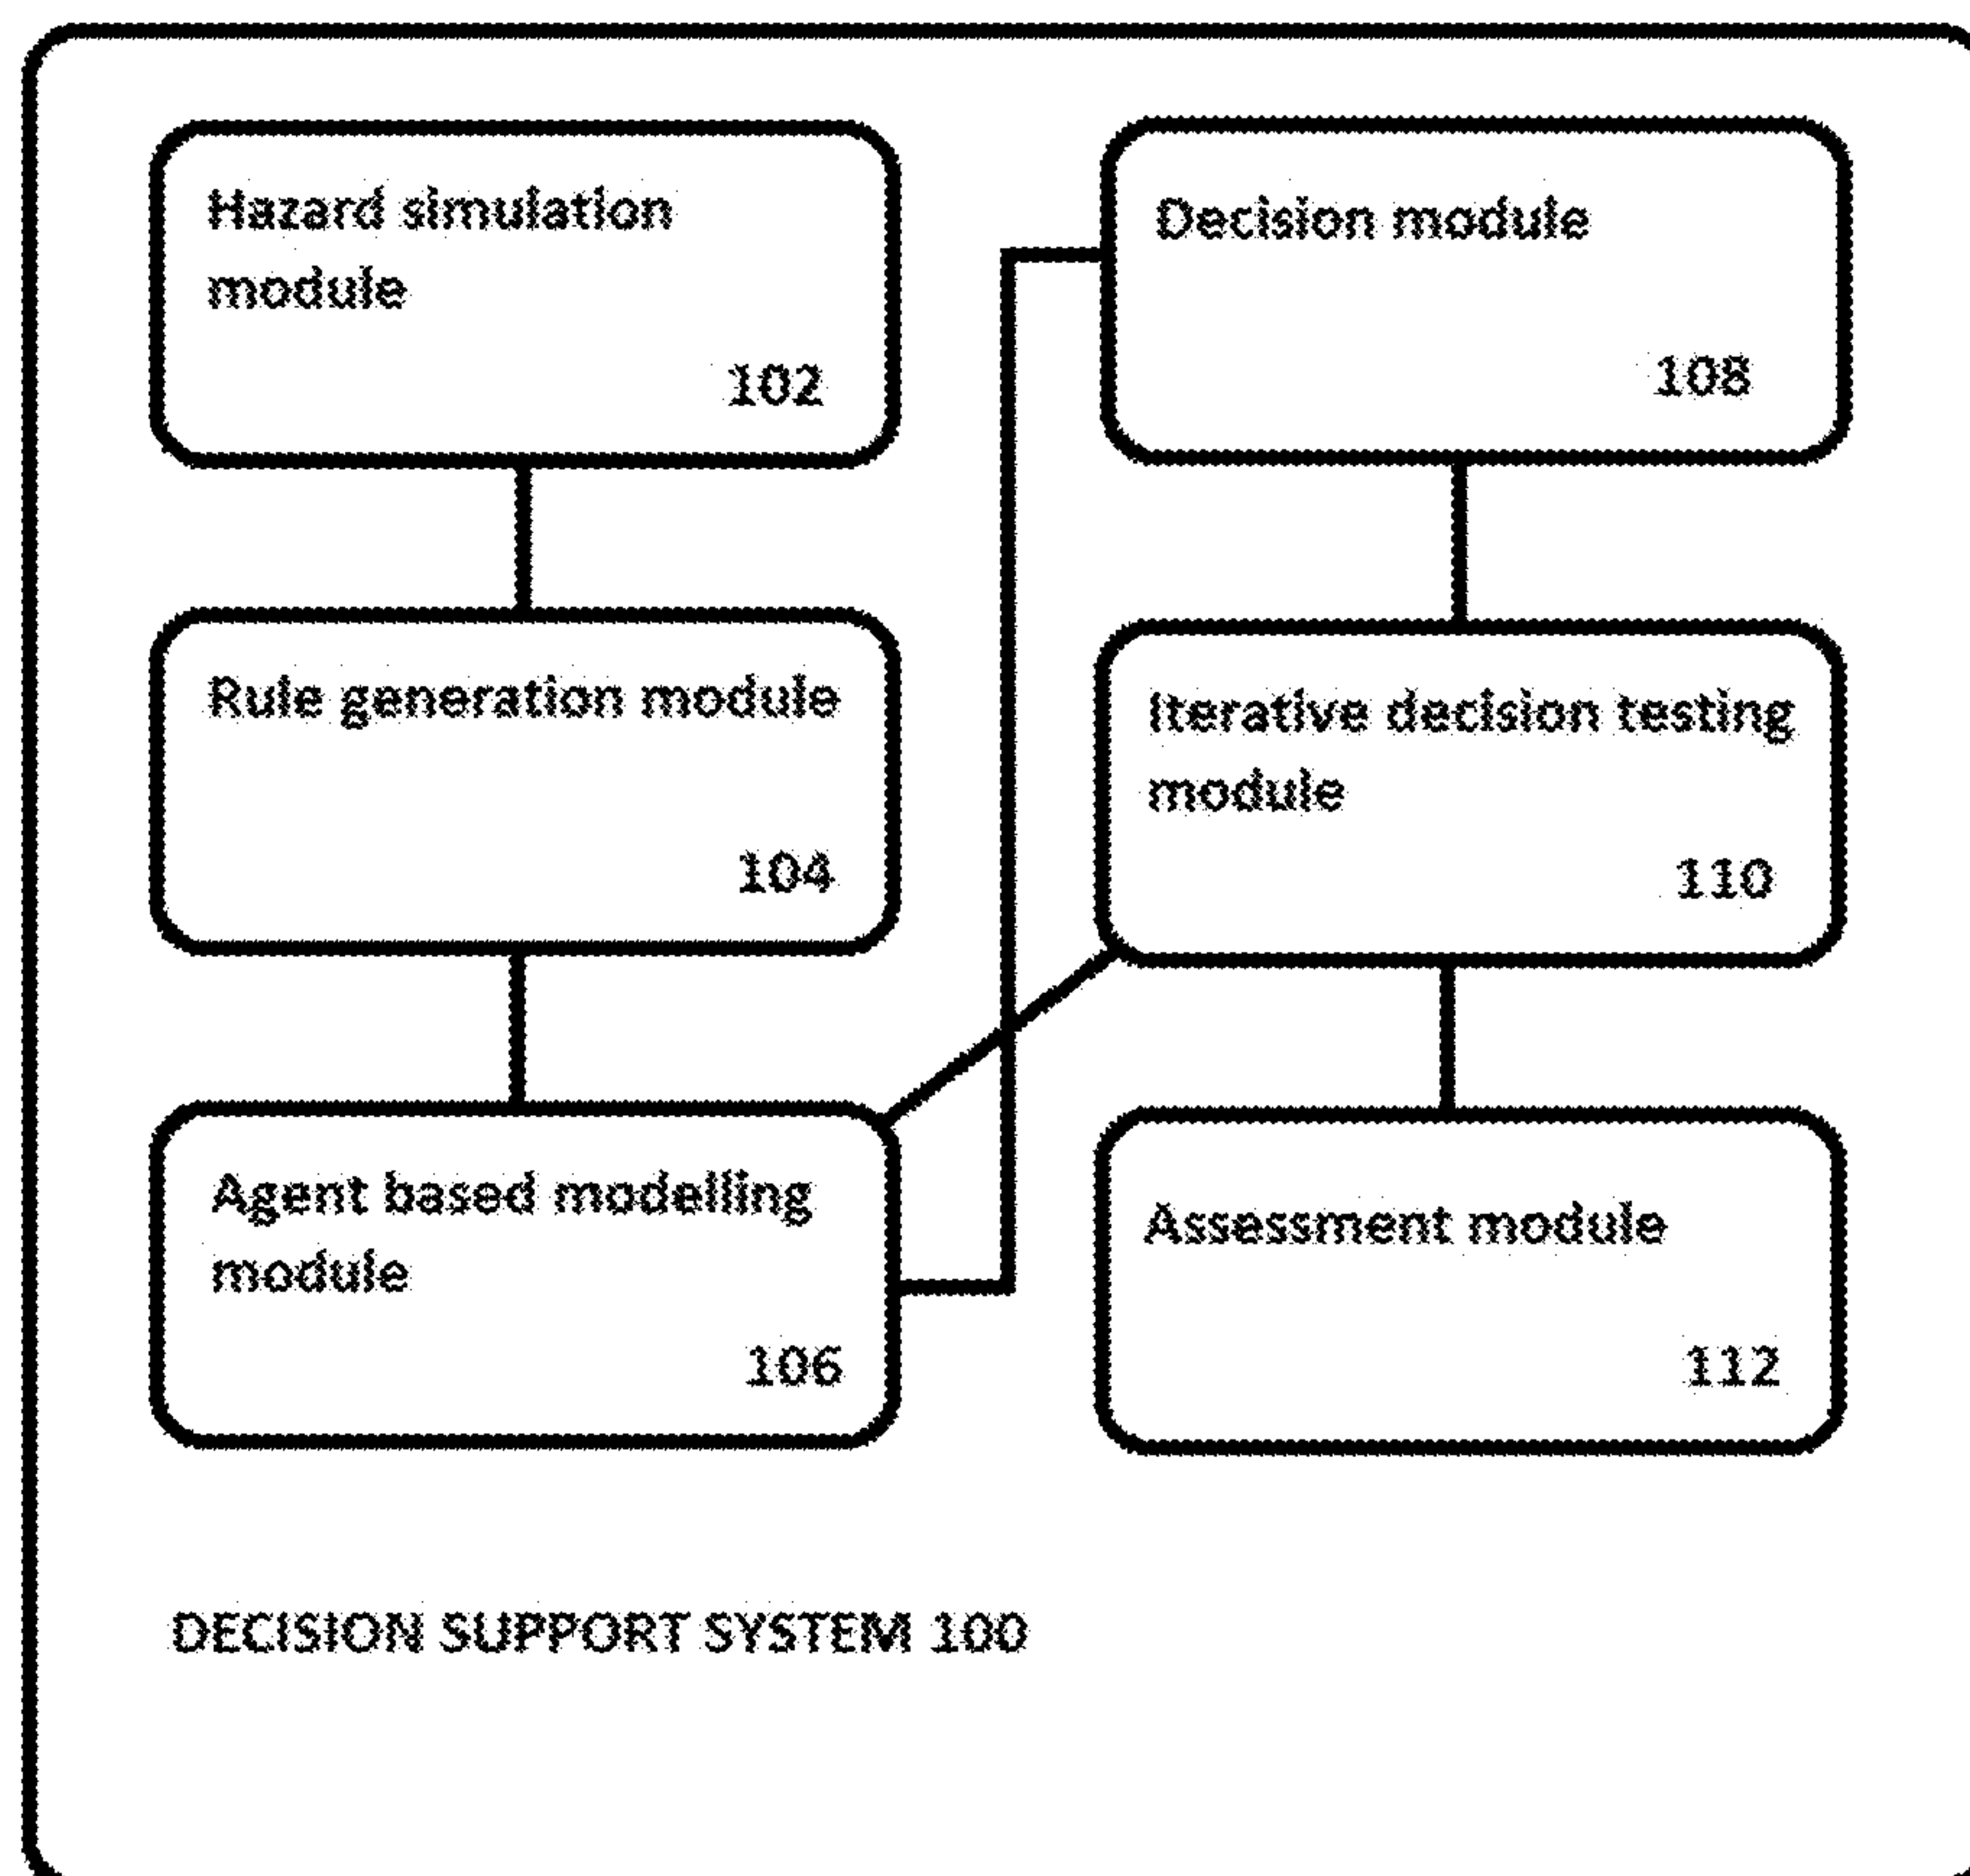 Hazard simulation
module
102
Rule generation module
104
Agent based modelling
module
106
Decision module
108
Iterative decision testing
module
110
Assessment module
112
DECISION SUPPORT SYSTEM 100